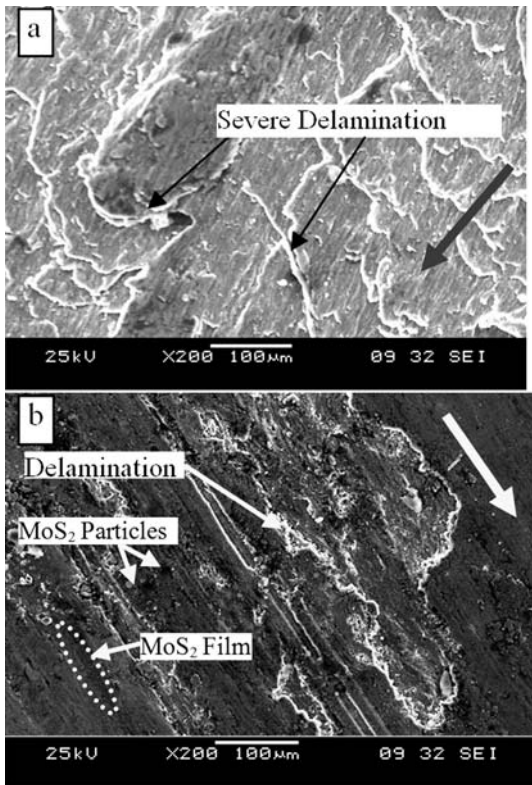 a
Severe Delamination
25kV X200 100μm 09 32 SEI
b
Delamination
MoS₂ Particles
MoS₂ Film
25kV X200 100μm 09 32 SEI